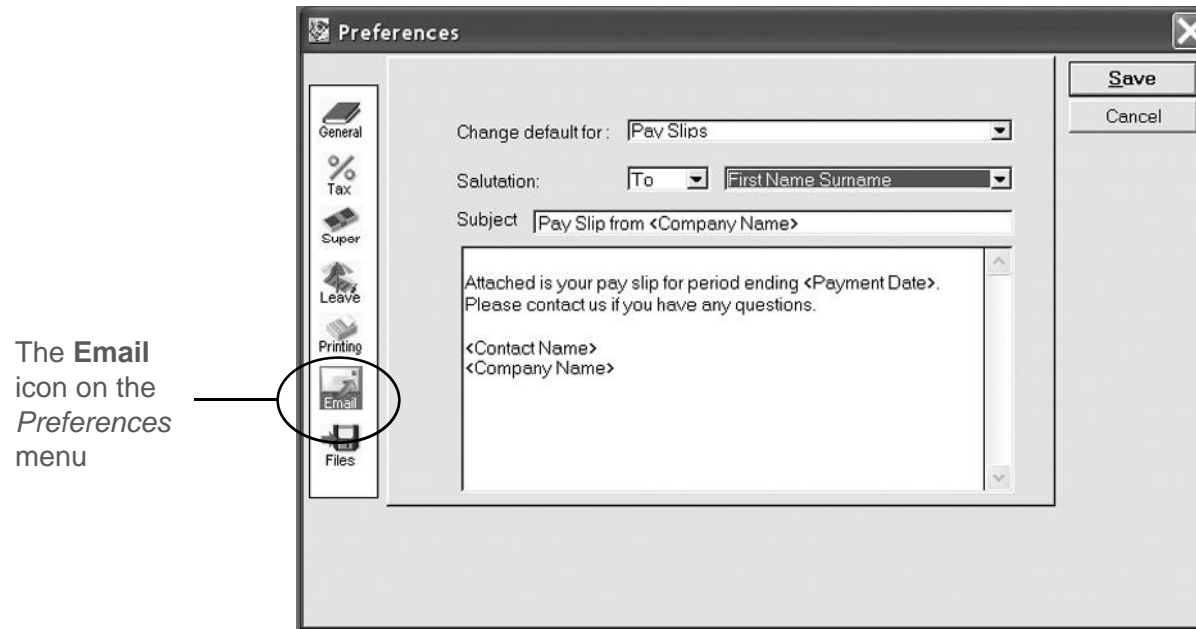 Preferences
Save
Cancel
General
Tax
Super
Leave
Printing
Email
Files
Change default for :
Pay Slips
Salutation:
To
First Name Surname
Subject
Pay Slip from <Company Name>
Attached is your pay slip for period ending <Payment Date>.
Please contact us if you have any questions.
<Contact Name>
<Company Name>
The Email
icon on the
Preferences
menu